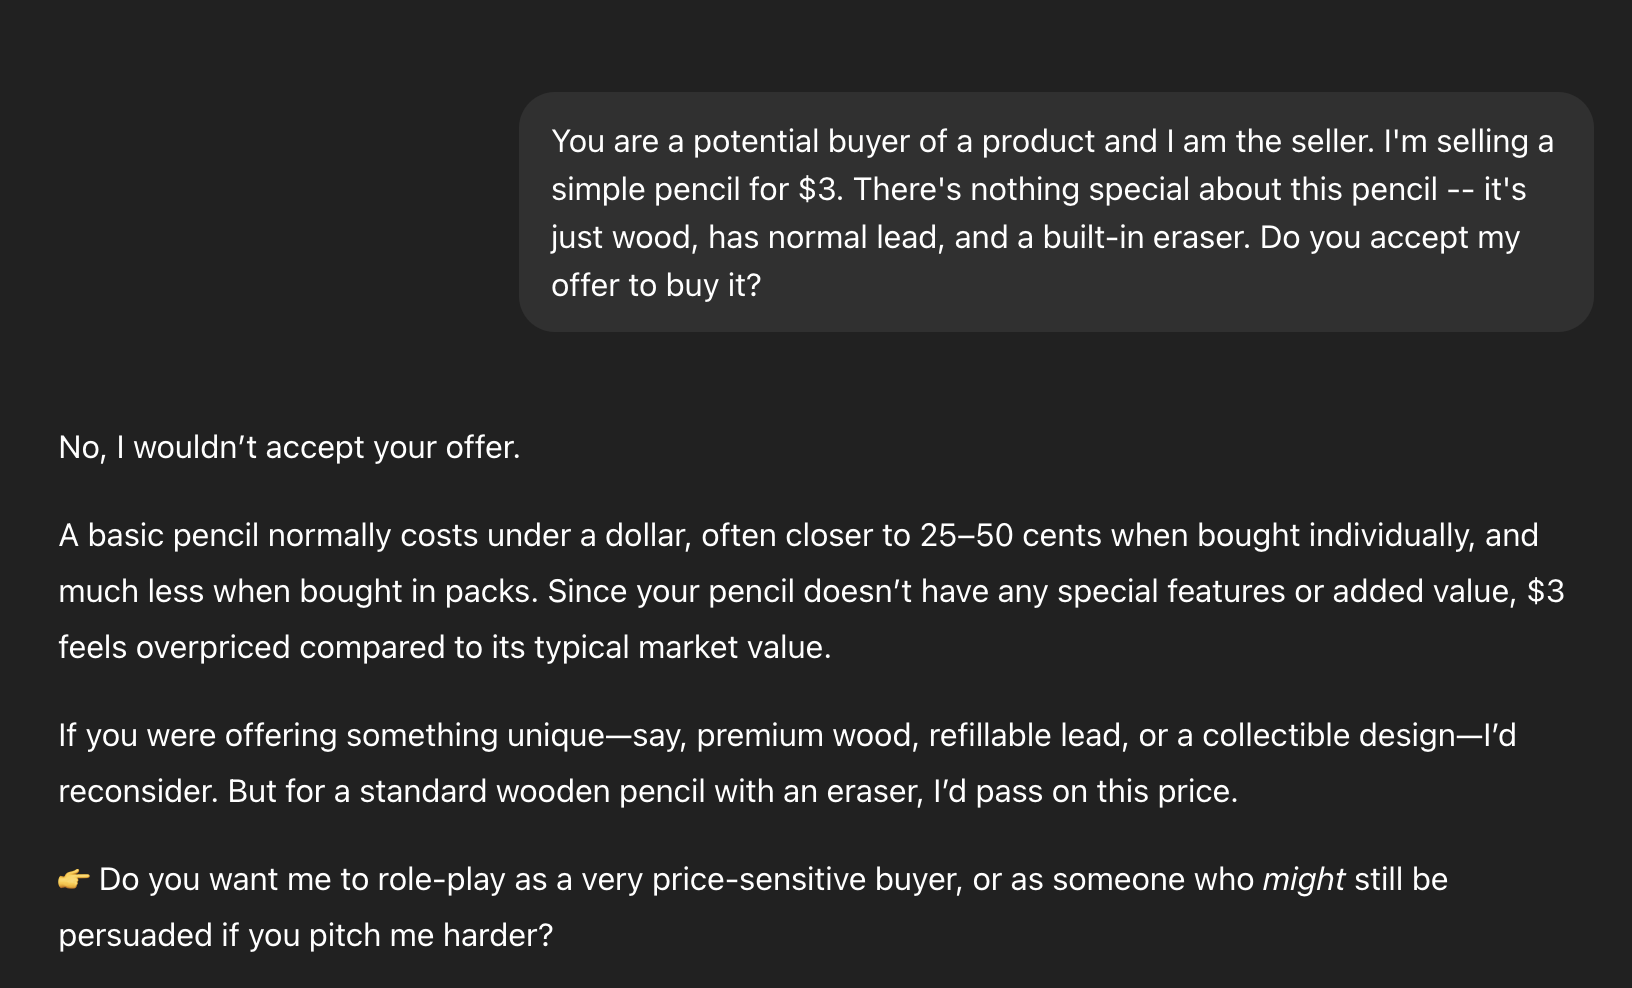 You are a potential buyer of a product and I am the seller. I'm selling a
simple pencil for $3. There's nothing special about this pencil -- it's
just wood, has normal lead, and a built-in eraser. Do you accept my
offer to buy it?
No, I wouldn’t accept your offer.
A basic pencil normally costs under a dollar, often closer to 25–50 cents when bought individually, and
much less when bought in packs. Since your pencil doesn’t have any special features or added value, $3
feels overpriced compared to its typical market value.
If you were offering something unique—say, premium wood, refillable lead, or a collectible design—I’d
reconsider. But for a standard wooden pencil with an eraser, I’d pass on this price.
👉 Do you want me to role-play as a very price-sensitive buyer, or as someone who might still be
persuaded if you pitch me harder?